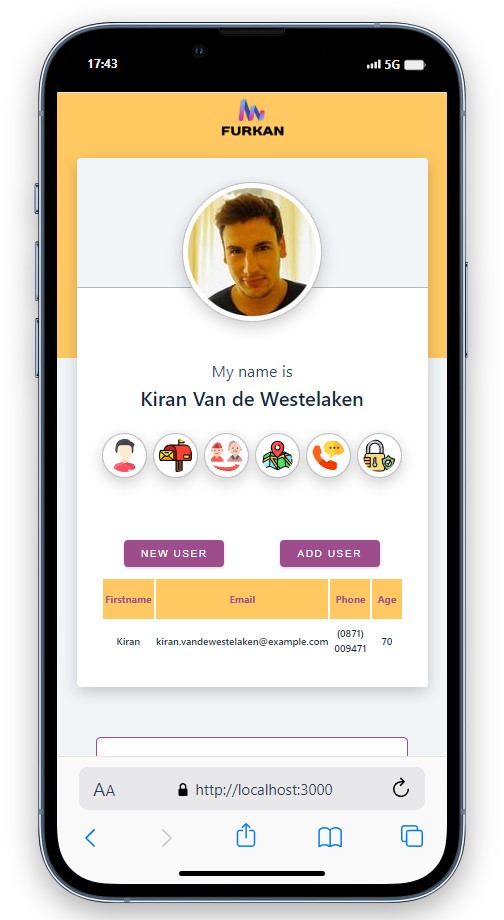 17:43
5G
FURKAN
My name is
Kiran Van de Westelaken
NEW USER
ADD USER
Firstname Email Phone Age
Kiran kiran.vandewestelaken@example.com (0871) 009471 70
AA
http://localhost:3000